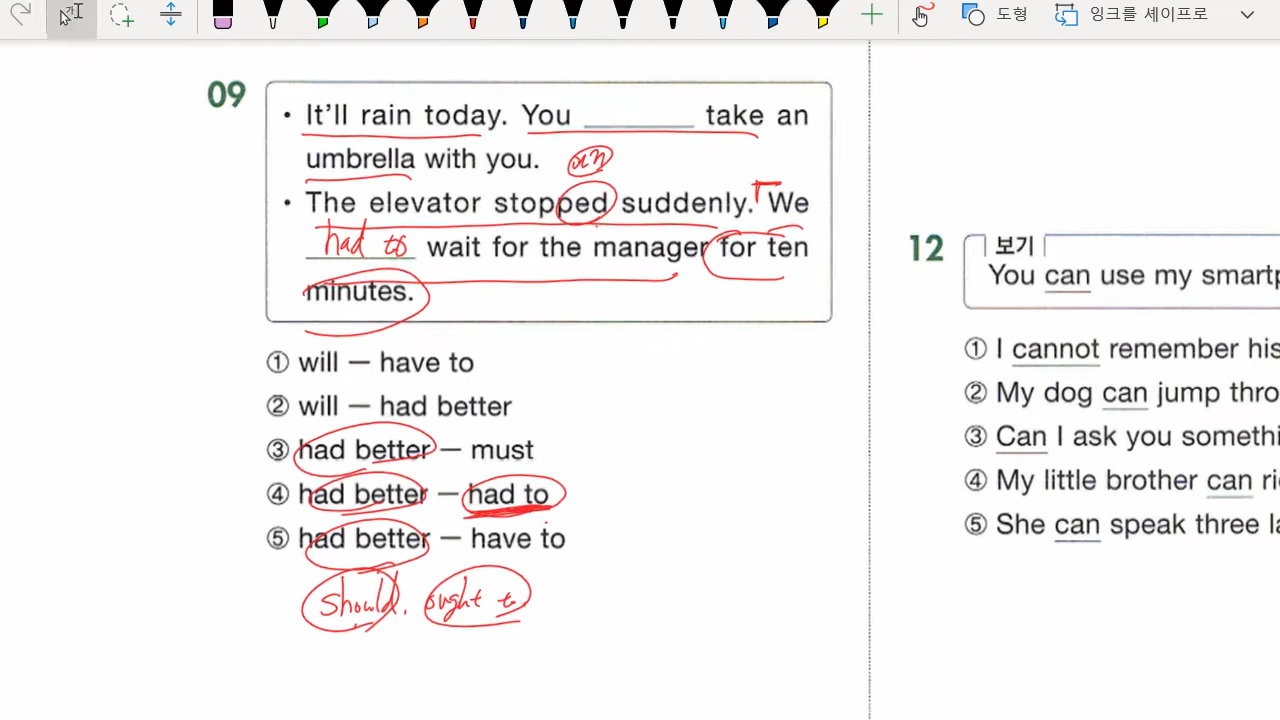 도형
잉크를 셰이프로
09
• It'll rain today. You ________ take an
umbrella with you.
• The elevator stopped suddenly. We
had to wait for the manager for ten
minutes.
① will — have to
② will — had better
③ had better — must
④ had better — had to
⑤ had better — have to
should, ought to
12
보기
You can use my smartp
① I cannot remember his
② My dog can jump thro
③ Can I ask you somethi
④ My little brother can ri
⑤ She can speak three la